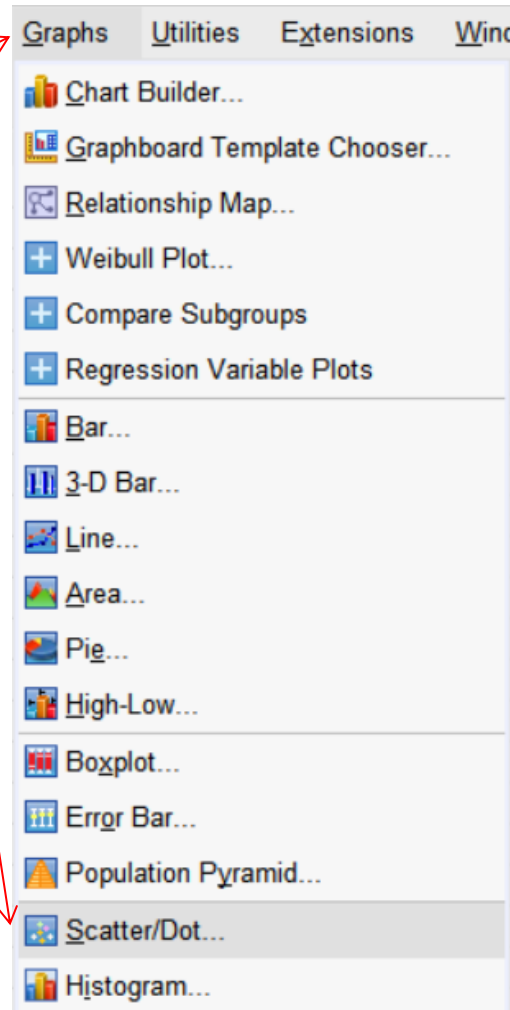 Graphs Utilities Extensions Wind
Chart Builder...
Graphboard Template Chooser...
Relationship Map...
Weibull Plot...
Compare Subgroups
Regression Variable Plots
Bar...
3-D Bar...
Line...
Area...
Pie...
High-Low...
Boxplot...
Error Bar...
Population Pyramid...
Scatter/Dot...
Histogram...